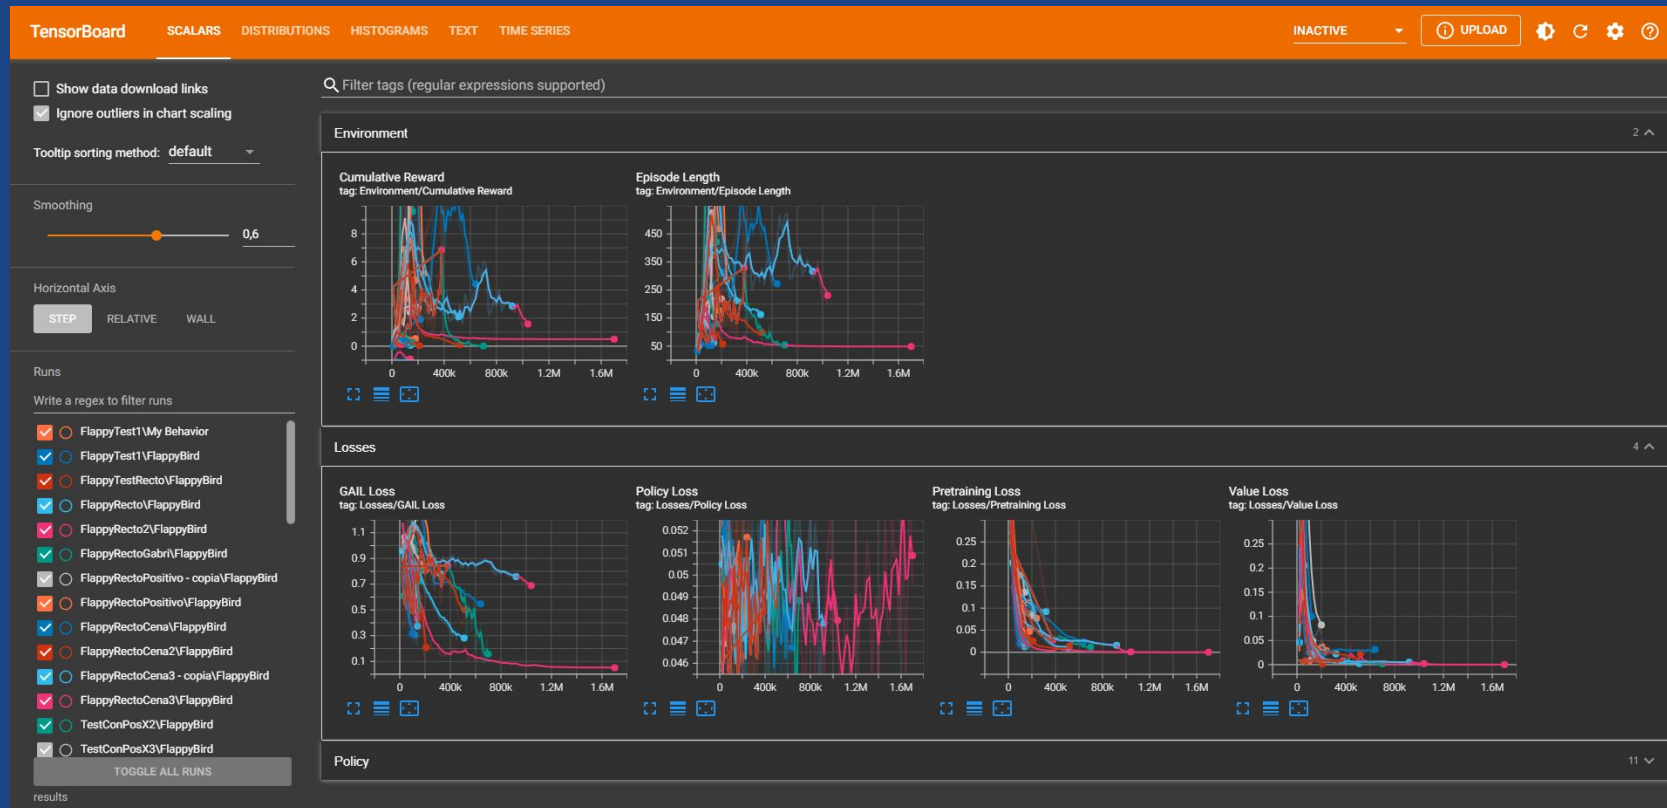 TensorBoard SCALARS DISTRIBUTIONS HISTOGRAMS TEXT TIME SERIES INACTIVE UPLOAD
Show data download links
Ignore outliers in chart scaling
Tooltip sorting method: default
Smoothing
0,6
Horizontal Axis
STEP RELATIVE WALL
Runs
Write a regex to filter runs
FlappyTest1\My Behavior
FlappyTest1\FlappyBird
FlappyTestRecto\FlappyBird
FlappyRecto\FlappyBird
FlappyRecto2\FlappyBird
FlappyRectoGabri\FlappyBird
FlappyRectoPositivo - copia\FlappyBird
FlappyRectoPositivo\FlappyBird
FlappyRectoCena\FlappyBird
FlappyRectoCena2\FlappyBird
FlappyRectoCena3 - copia\FlappyBird
FlappyRectoCena3\FlappyBird
TestConPosX2\FlappyBird
TestConPosX3\FlappyBird
TOGGLE ALL RUNS
results
Filter tags (regular expressions supported)
Environment 2
Cumulative Reward
tag: Environment/Cumulative Reward
8
6
4
2
0
0 400k 800k 1.2M 1.6M
Episode Length
tag: Environment/Episode Length
450
350
250
150
50
0 400k 800k 1.2M 1.6M
Losses 4
GAIL Loss
tag: Losses/GAIL Loss
1.1
0.9
0.7
0.5
0.3
0.1
0 400k 800k 1.2M 1.6M
Policy Loss
tag: Losses/Policy Loss
0.052
0.051
0.05
0.049
0.048
0.047
0.046
0 400k 800k 1.2M 1.6M
Pretraining Loss
tag: Losses/Pretraining Loss
0.25
0.2
0.15
0.1
0.05
0
0 400k 800k 1.2M 1.6M
Value Loss
tag: Losses/Value Loss
0.25
0.2
0.15
0.1
0.05
0
0 400k 800k 1.2M 1.6M
Policy 11